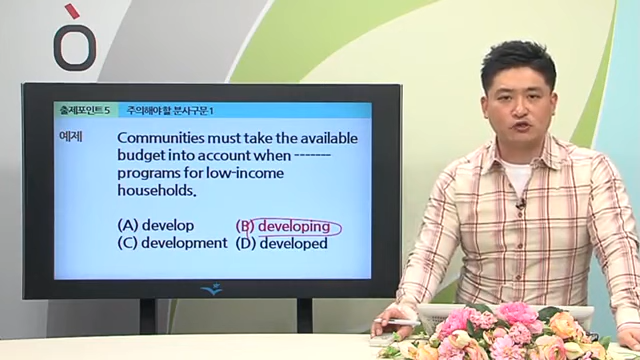 출제포인트 5 주의해야 할 분사구문 1
예제
Communities must take the available
budget into account when -------
programs for low-income
households.
(A) develop (B) developing
(C) development (D) developed